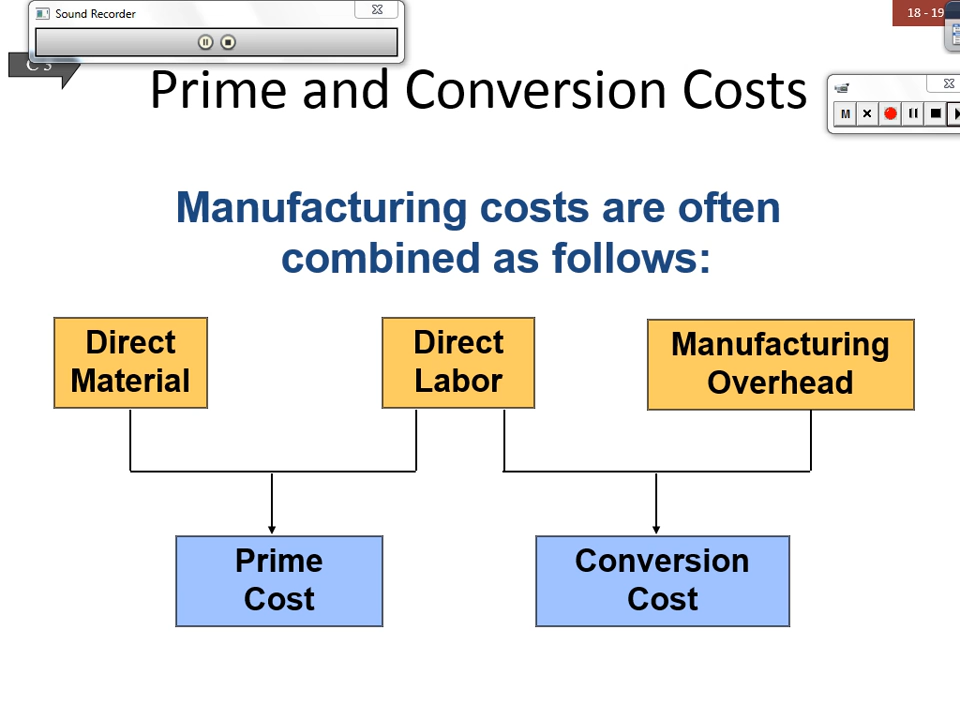 Sound Recorder
18 - 19
C 3
Prime and Conversion Costs
M
Manufacturing costs are often
combined as follows:
Direct
Material
Direct
Labor
Manufacturing
Overhead
Prime
Cost
Conversion
Cost